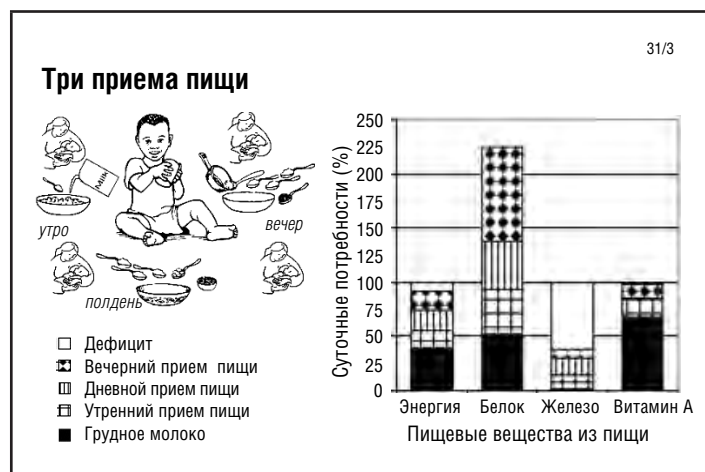 31/3
Три приема пищи
Milk
утро
вечер
полдень
Дефицит
Вечерний прием пищи
Дневной прием пищи
Утренний прием пищи
Грудное молоко
Суточные потребности (%)
250
225
200
175
150
125
100
75
50
25
0
Энергия Белок Железо Витамин А
Пищевые вещества из пищи